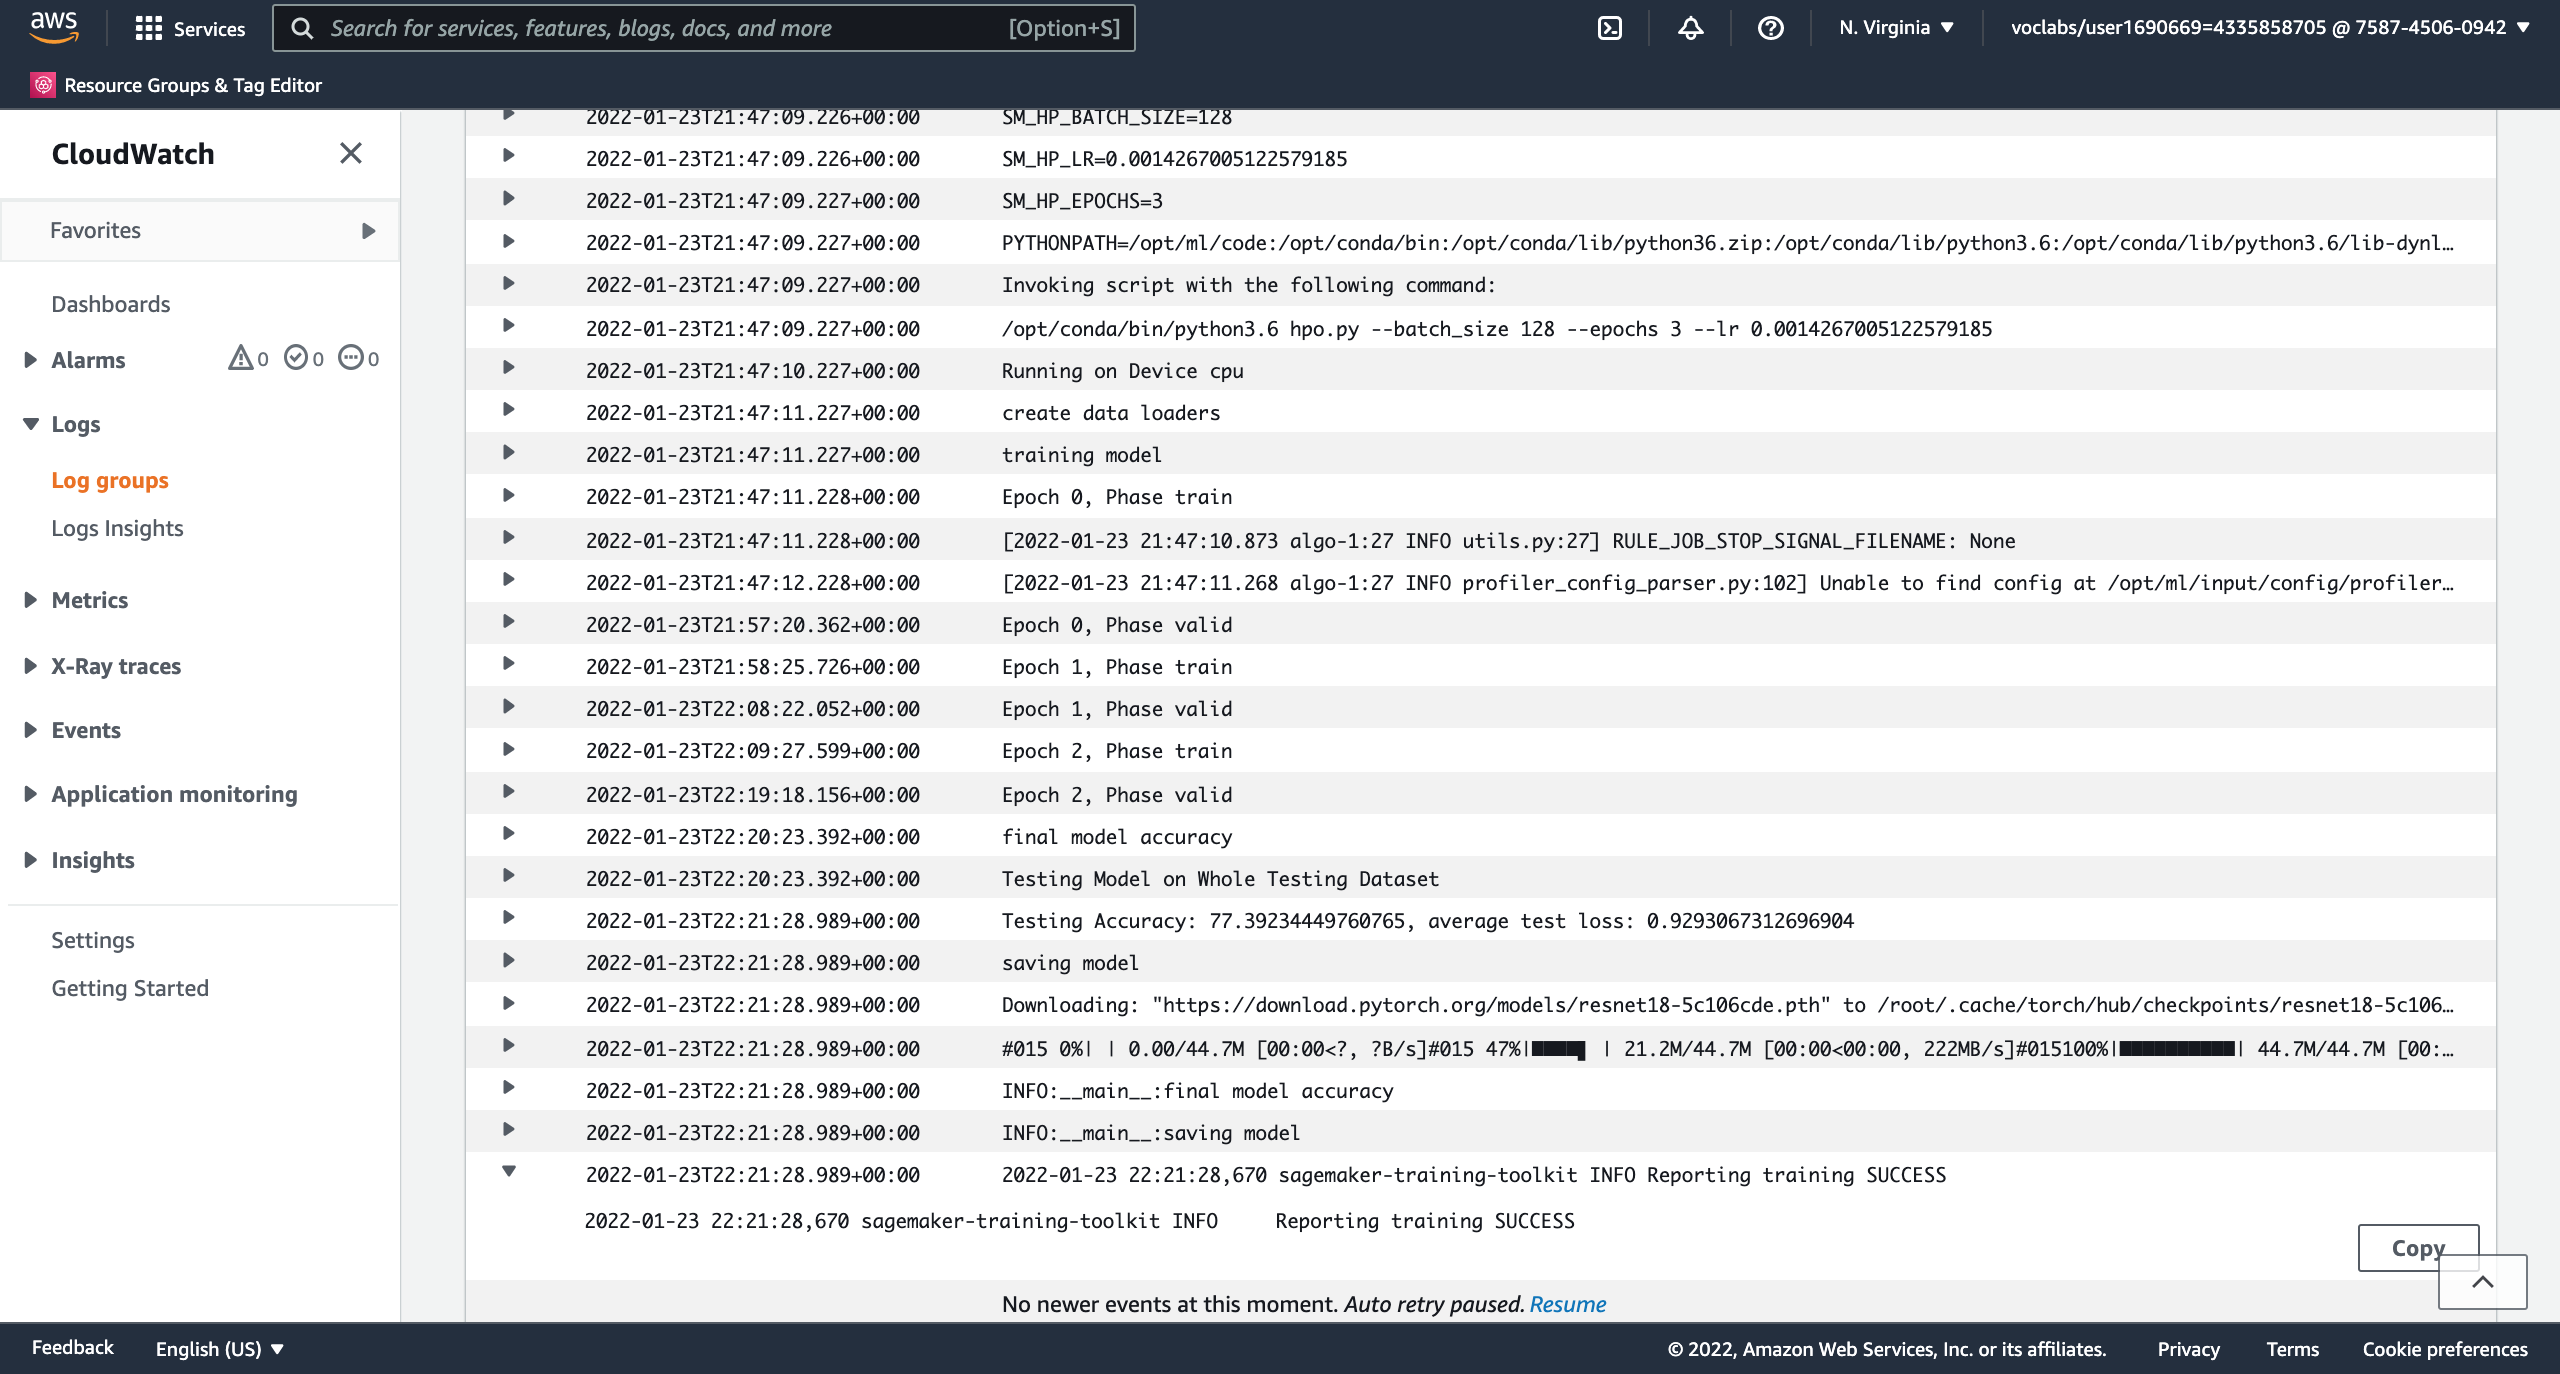 aws Services Search for services, features, blogs, docs, and more [Option+S] N. Virginia voclabs/user1690669=4335858705 @ 7587-4506-0942
Resource Groups & Tag Editor
CloudWatch
Favorites
Dashboards
Alarms 0 0 0
Logs
Log groups
Logs Insights
Metrics
X-Ray traces
Events
Application monitoring
Insights
Settings
Getting Started
2022-01-23T21:47:09.226+00:00 SM_HP_BATCH_SIZE=128
2022-01-23T21:47:09.226+00:00 SM_HP_LR=0.0014267005122579185
2022-01-23T21:47:09.227+00:00 SM_HP_EPOCHS=3
2022-01-23T21:47:09.227+00:00 PYTHONPATH=/opt/ml/code:/opt/conda/bin:/opt/conda/lib/python36.zip:/opt/conda/lib/python3.6:/opt/conda/lib/python3.6/lib-dynl…
2022-01-23T21:47:09.227+00:00 Invoking script with the following command:
2022-01-23T21:47:09.227+00:00 /opt/conda/bin/python3.6 hpo.py --batch_size 128 --epochs 3 --lr 0.0014267005122579185
2022-01-23T21:47:10.227+00:00 Running on Device cpu
2022-01-23T21:47:11.227+00:00 create data loaders
2022-01-23T21:47:11.227+00:00 training model
2022-01-23T21:47:11.228+00:00 Epoch 0, Phase train
2022-01-23T21:47:11.228+00:00 [2022-01-23 21:47:10.873 algo-1:27 INFO utils.py:27] RULE_JOB_STOP_SIGNAL_FILENAME: None
2022-01-23T21:47:12.228+00:00 [2022-01-23 21:47:11.268 algo-1:27 INFO profiler_config_parser.py:102] Unable to find config at /opt/ml/input/config/profiler…
2022-01-23T21:57:20.362+00:00 Epoch 0, Phase valid
2022-01-23T21:58:25.726+00:00 Epoch 1, Phase train
2022-01-23T22:08:22.052+00:00 Epoch 1, Phase valid
2022-01-23T22:09:27.599+00:00 Epoch 2, Phase train
2022-01-23T22:19:18.156+00:00 Epoch 2, Phase valid
2022-01-23T22:20:23.392+00:00 final model accuracy
2022-01-23T22:20:23.392+00:00 Testing Model on Whole Testing Dataset
2022-01-23T22:21:28.989+00:00 Testing Accuracy: 77.39234449760765, average test loss: 0.9293067312696904
2022-01-23T22:21:28.989+00:00 saving model
2022-01-23T22:21:28.989+00:00 Downloading: "https://download.pytorch.org/models/resnet18-5c106cde.pth" to /root/.cache/torch/hub/checkpoints/resnet18-5c106…
2022-01-23T22:21:28.989+00:00 #015 0%| | 0.00/44.7M [00:00<?, ?B/s]#015 47%|████▋ | 21.2M/44.7M [00:00<00:00, 222MB/s]#015100%|██████████| 44.7M/44.7M [00:…
2022-01-23T22:21:28.989+00:00 INFO:__main__:final model accuracy
2022-01-23T22:21:28.989+00:00 INFO:__main__:saving model
2022-01-23T22:21:28.989+00:00 2022-01-23 22:21:28,670 sagemaker-training-toolkit INFO Reporting training SUCCESS
2022-01-23 22:21:28,670 sagemaker-training-toolkit INFO Reporting training SUCCESS
Copy
No newer events at this moment. Auto retry paused. Resume
Feedback English (US) © 2022, Amazon Web Services, Inc. or its affiliates. Privacy Terms Cookie preferences